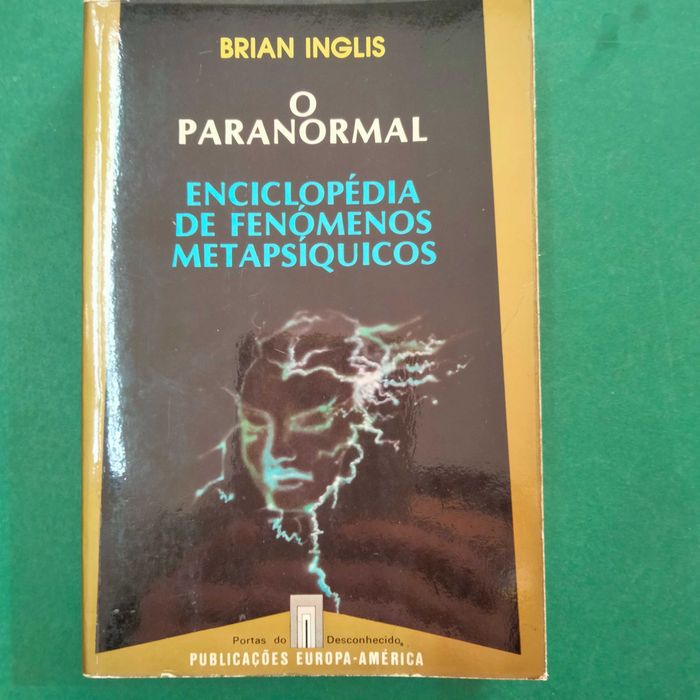 BRIAN INGLIS
O
PARANORMAL
ENCICLOPÉDIA
DE FENÓMENOS
METAPSÍQUICOS
Portas do Desconhecido
PUBLICAÇÕES EUROPA-AMÉRICA